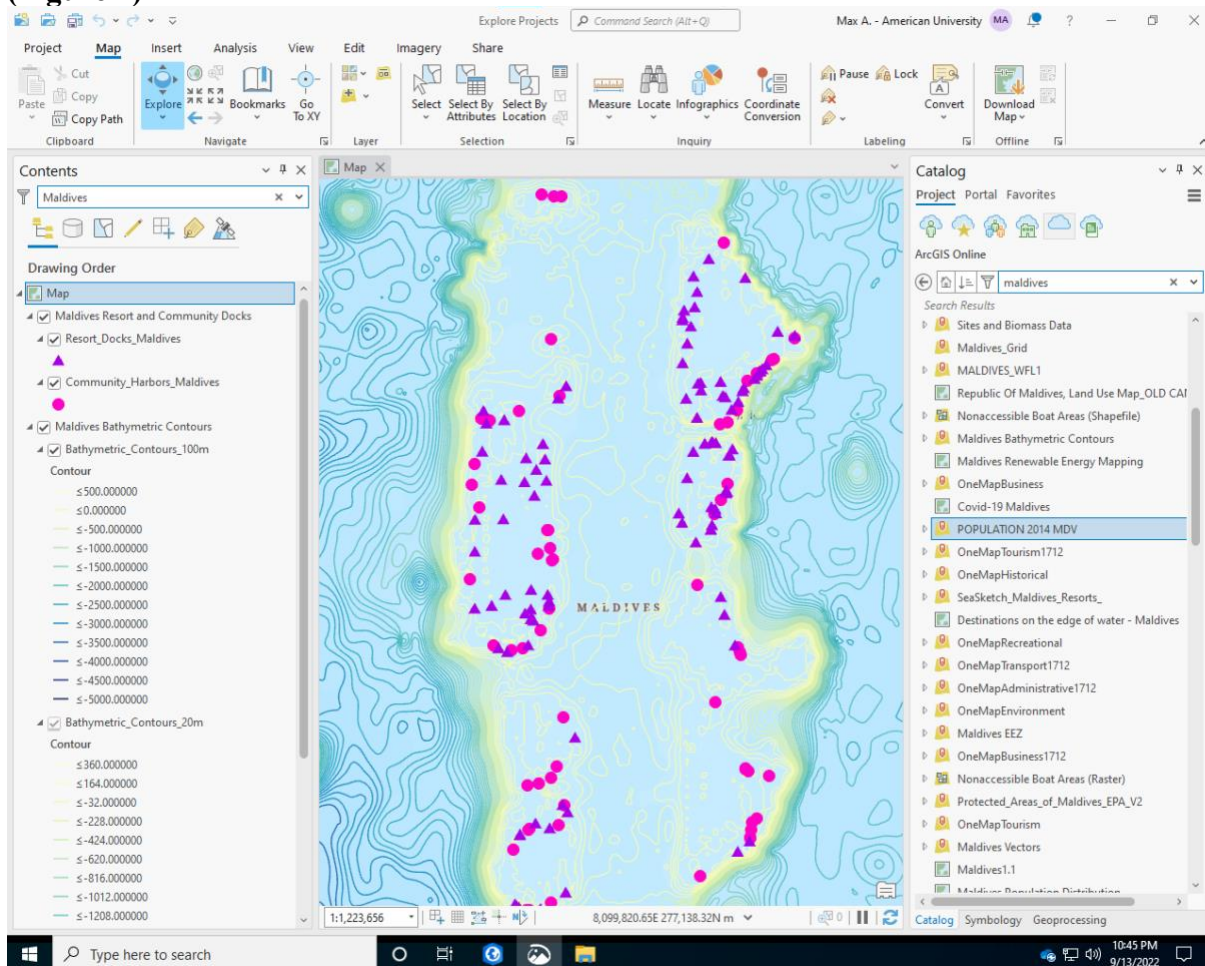 Explore Projects
Command Search (Alt+Q)
Max A. - American University
MA
?
Project Map Insert Analysis View Edit Imagery Share
Paste
Cut
Copy
Copy Path
Clipboard
Explore
Bookmarks
Go To XY
Navigate
Layer
Select
Select By Attributes
Select By Location
Selection
Measure
Locate
Infographics
Coordinate Conversion
Inquiry
Pause
Lock
Convert
Labeling
Download Map
Offline
Contents
Maldives
Drawing Order
Map
Maldives Resort and Community Docks
Resort_Docks_Maldives
Community_Harbors_Maldives
Maldives Bathymetric Contours
Bathymetric_Contours_100m
Contour
≤500.000000
≤0.000000
≤-500.000000
≤-1000.000000
≤-1500.000000
≤-2000.000000
≤-2500.000000
≤-3000.000000
≤-3500.000000
≤-4000.000000
≤-4500.000000
≤-5000.000000
Bathymetric_Contours_20m
Contour
≤360.000000
≤164.000000
≤-32.000000
≤-228.000000
≤-424.000000
≤-620.000000
≤-816.000000
≤-1012.000000
≤-1208.000000
Map
MALDIVES
1:1,223,656
8,099,820.65E 277,138.32N m
0
Catalog
Project Portal Favorites
ArcGIS Online
maldives
Search Results
Sites and Biomass Data
Maldives_Grid
MALDIVES_WFL1
Republic Of Maldives, Land Use Map_OLD CAI
Nonaccessible Boat Areas (Shapefile)
Maldives Bathymetric Contours
Maldives Renewable Energy Mapping
OneMapBusiness
Covid-19 Maldives
POPULATION 2014 MDV
OneMapTourism1712
OneMapHistorical
SeaSketch_Maldives_Resorts_
Destinations on the edge of water - Maldives
OneMapRecreational
OneMapTransport1712
OneMapAdministrative1712
OneMapEnvironment
Maldives EEZ
OneMapBusiness1712
Nonaccessible Boat Areas (Raster)
Protected_Areas_of_Maldives_EPA_V2
OneMapTourism
Maldives Vectors
Maldives1.1
Maldives Population Distribution
Catalog Symbology Geoprocessing
Type here to search
10:45 PM
9/13/2022